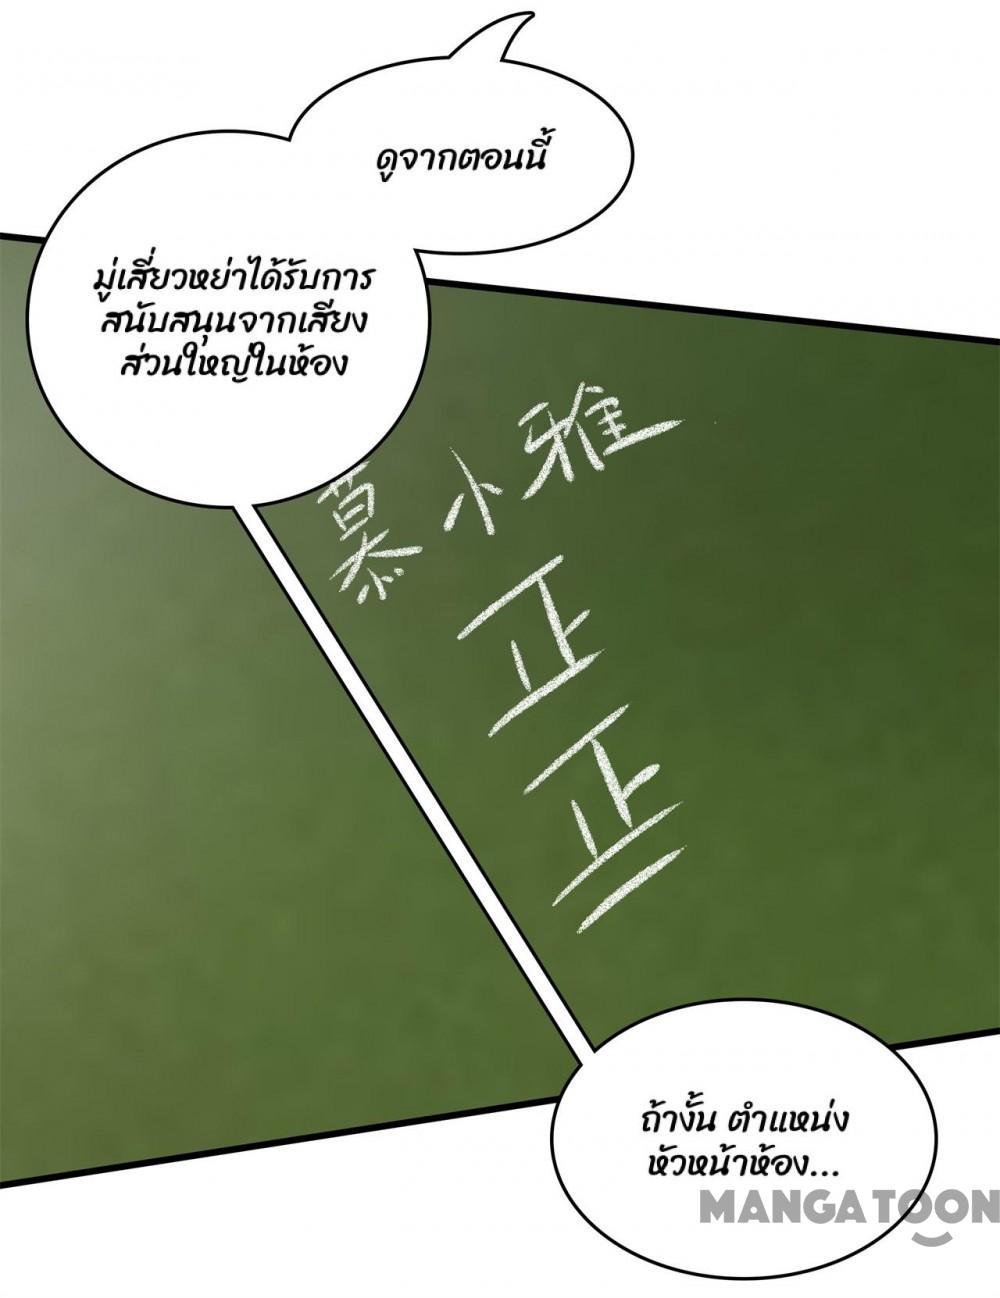 ดูจากตอนนี้
มู่เสี่ยวหย่าได้รับการ
สนับสนุนจากเสียง
ส่วนใหญ่ในห้อง
慕小雅
正
正
一
ถ้างั้น ตำแหน่ง
หัวหน้าห้อง...
MANGATOON